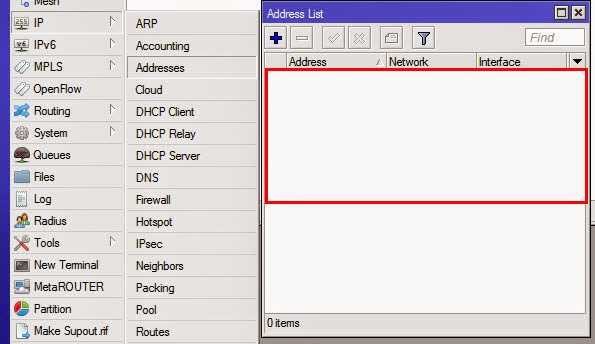 Mesh
IP
IPv6
MPLS
OpenFlow
Routing
System
Queues
Files
Log
Radius
Tools
New Terminal
MetaROUTER
Partition
Make Supout.rif
ARP
Accounting
Addresses
Cloud
DHCP Client
DHCP Relay
DHCP Server
DNS
Firewall
Hotspot
IPsec
Neighbors
Packing
Pool
Routes
Address List
Find
Address Network Interface
0 items